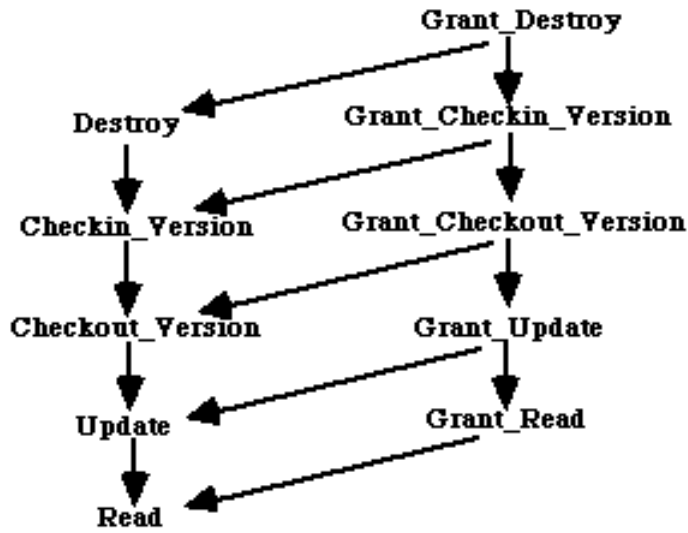 Grant_Destroy
Destroy
Grant_Checkin_Version
Checkin_Version
Grant_Checkout_Version
Checkout_Version
Grant_Update
Update
Grant_Read
Read